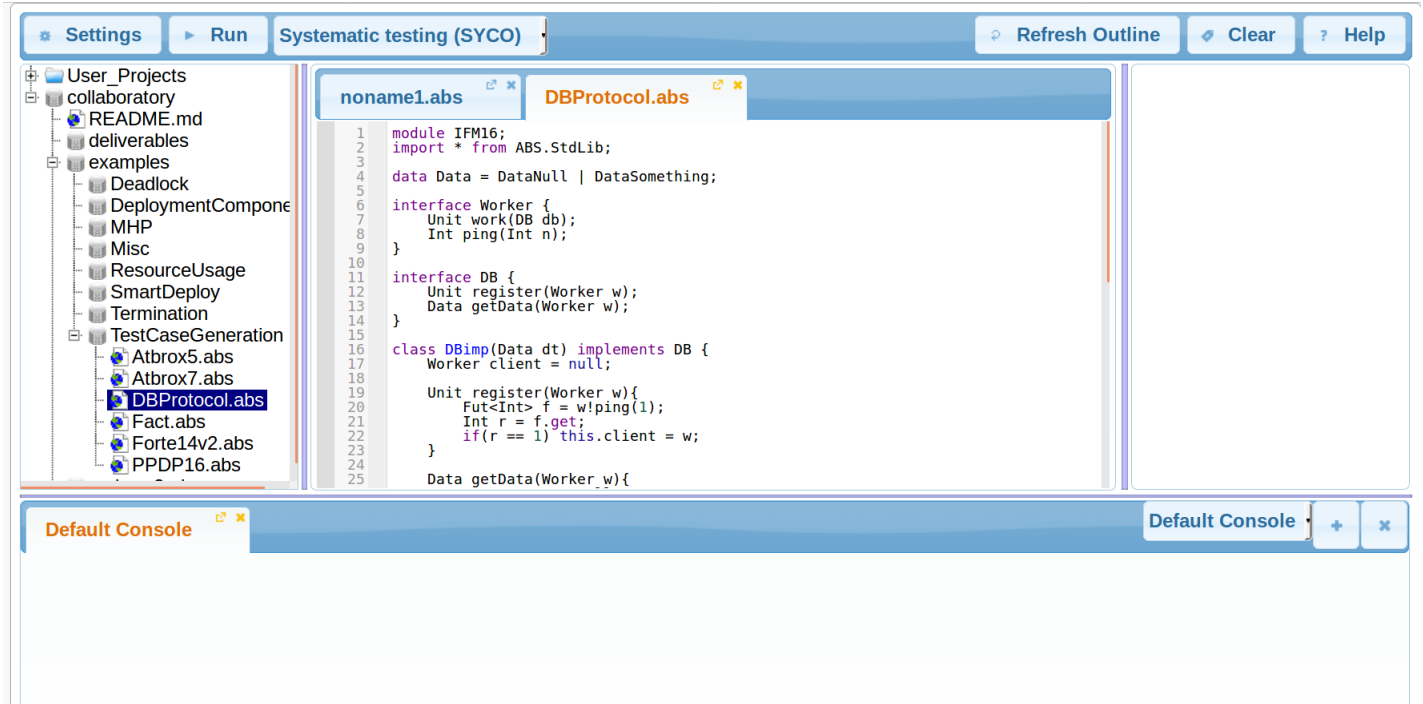 Settings Run Systematic testing (SYCO) Refresh Outline Clear ? Help
User_Projects
collaboratory
README.md
deliverables
examples
Deadlock
DeploymentCompone
MHP
Misc
ResourceUsage
SmartDeploy
Termination
TestCaseGeneration
Atbrox5.abs
Atbrox7.abs
DBProtocol.abs
Fact.abs
Forte14v2.abs
PPDP16.abs
noname1.abs DBProtocol.abs
1 module IFM16;
2 import * from ABS.StdLib;
3
4 data Data = DataNull | DataSomething;
5
6 interface Worker {
7 Unit work(DB db);
8 Int ping(Int n);
9 }
10
11 interface DB {
12 Unit register(Worker w);
13 Data getData(Worker w);
14 }
15
16 class DBimp(Data dt) implements DB {
17 Worker client = null;
18
19 Unit register(Worker w){
20 Fut<Int> f = w!ping(1);
21 Int r = f.get;
22 if(r == 1) this.client = w;
23 }
24
25 Data getData(Worker w){
Default Console Default Console